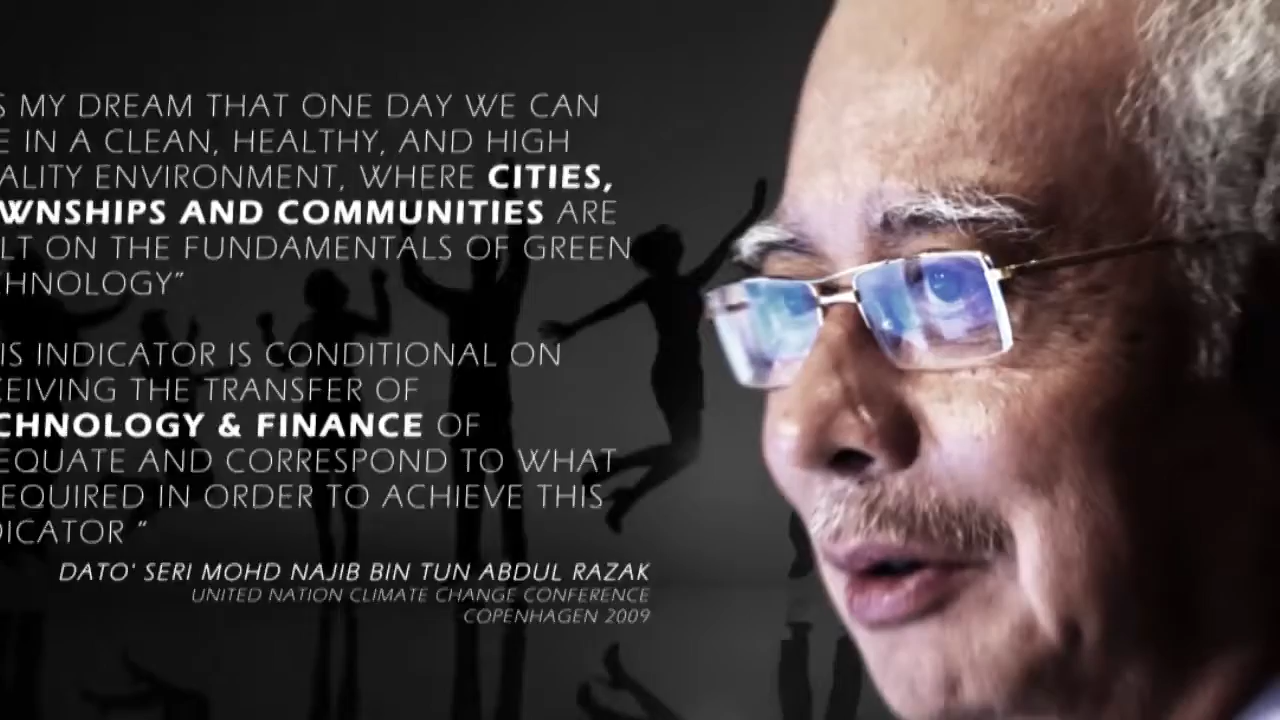 S MY DREAM THAT ONE DAY WE CAN
E IN A CLEAN, HEALTHY, AND HIGH
ALITY ENVIRONMENT, WHERE CITIES,
WNSHIPS AND COMMUNITIES ARE
LT ON THE FUNDAMENTALS OF GREEN
HNOLOGY”
IS INDICATOR IS CONDITIONAL ON
CEIVING THE TRANSFER OF
CHNOLOGY & FINANCE OF
EQUATE AND CORRESPOND TO WHAT
EQUIRED IN ORDER TO ACHIEVE THIS
DICATOR “
DATO' SERI MOHD NAJIB BIN TUN ABDUL RAZAK
UNITED NATION CLIMATE CHANGE CONFERENCE
COPENHAGEN 2009